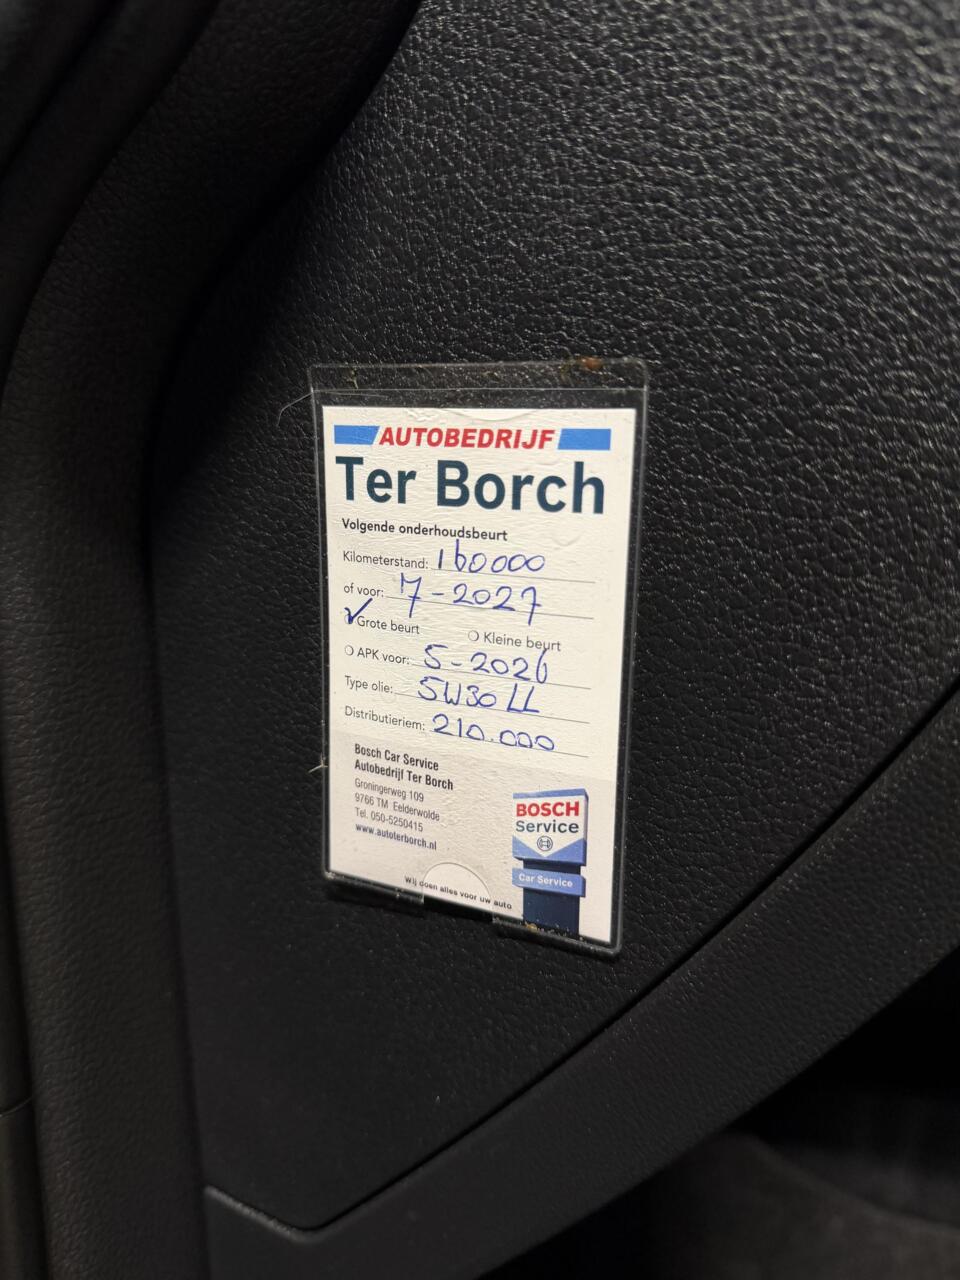 AUTOBEDRIJF
Ter Borch
Volgende onderhoudsbeurt
Kilometerstand: 160000
of voor: 7-2027
✓ Grote beurt ○ Kleine beurt
○ APK voor: 5-2026
Type olie: 5W30 LL
Distributieriem: 210.000
Bosch Car Service
Autobedrijf Ter Borch
Groningerweg 109
9766 TM Eelderwolde
Tel. 050-5250415
www.autoterborch.nl
BOSCH
Service
Car Service
Wij doen alles voor uw auto